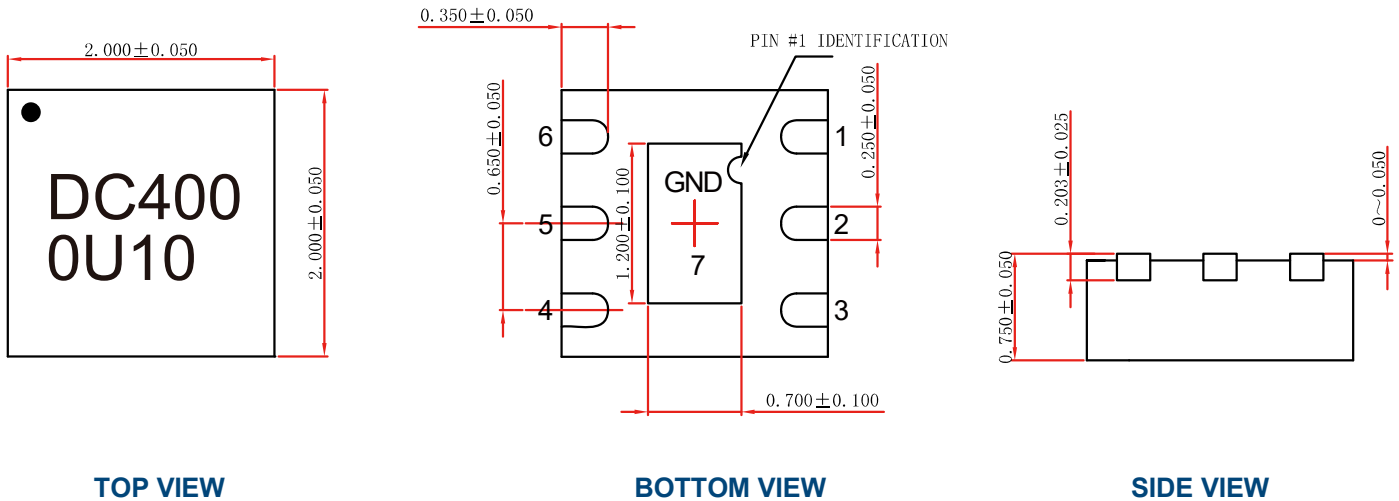 2.000±0.050
2.000±0.050
DC400
0U10
TOP VIEW
0.350±0.050
PIN #1 IDENTIFICATION
0.650±0.050
0.250±0.050
1.200±0.100
6
5
4
GND
7
1
2
3
0.700±0.100
BOTTOM VIEW
0.203±0.025
0~0.050
0.750±0.050
SIDE VIEW